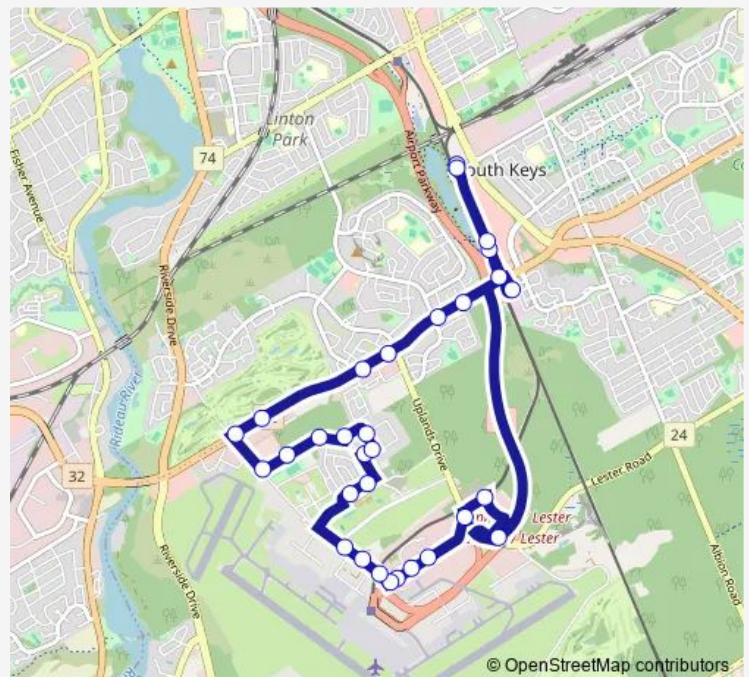 Linton
Park
74
Airport Parkway
South Keys
Fisher Avenue
Riverside Drive
Rideau River
Uplands Drive
24
Lester Road
32
Lester
Lester
Riverside Drive
Albion Road
© OpenStreetMap contributors